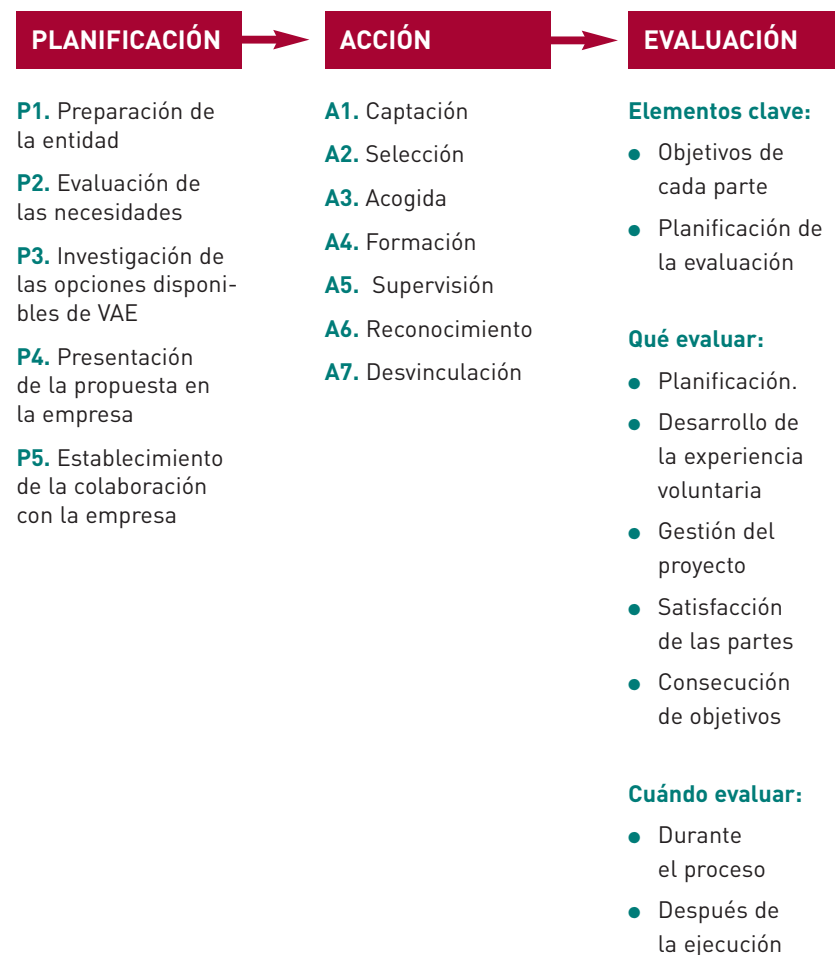 PLANIFICACIÓN
P1. Preparación de
la entidad
P2. Evaluación de
las necesidades
P3. Investigación de
las opciones disponi-
bles de VAE
P4. Presentación
de la propuesta en
la empresa
P5. Establecimiento
de la colaboración
con la empresa
ACCIÓN
A1. Captación
A2. Selección
A3. Acogida
A4. Formación
A5. Supervisión
A6. Reconocimiento
A7. Desvinculación
EVALUACIÓN
Elementos clave:
● Objetivos de
cada parte
● Planificación de
la evaluación
Qué evaluar:
● Planificación.
● Desarrollo de
la experiencia
voluntaria
● Gestión del
proyecto
● Satisfacción
de las partes
● Consecución
de objetivos
Cuándo evaluar:
● Durante
el proceso
● Después de
la ejecución